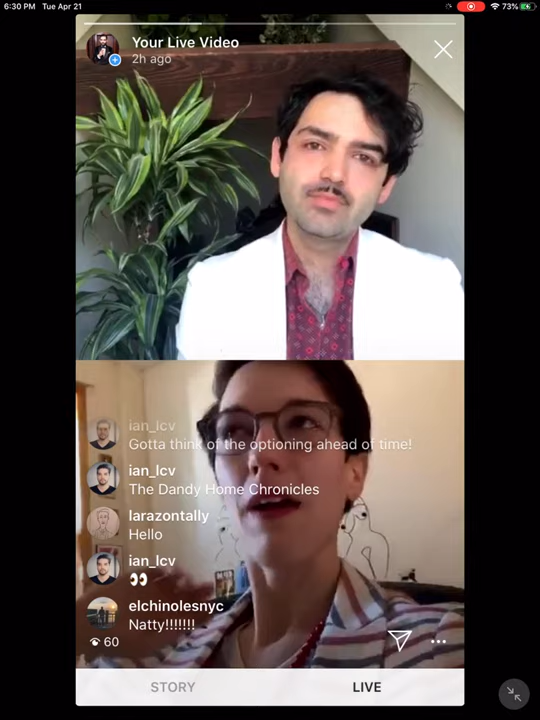 6:30 PM Tue Apr 21
73%
Your Live Video
2h ago
ian_lcv
Gotta think of the optioning ahead of time!
ian_lcv
The Dandy Home Chronicles
larazontally
Hello
ian_lcv
👀
elchinolesnyc
Natty!!!!!!!
60
STORY LIVE